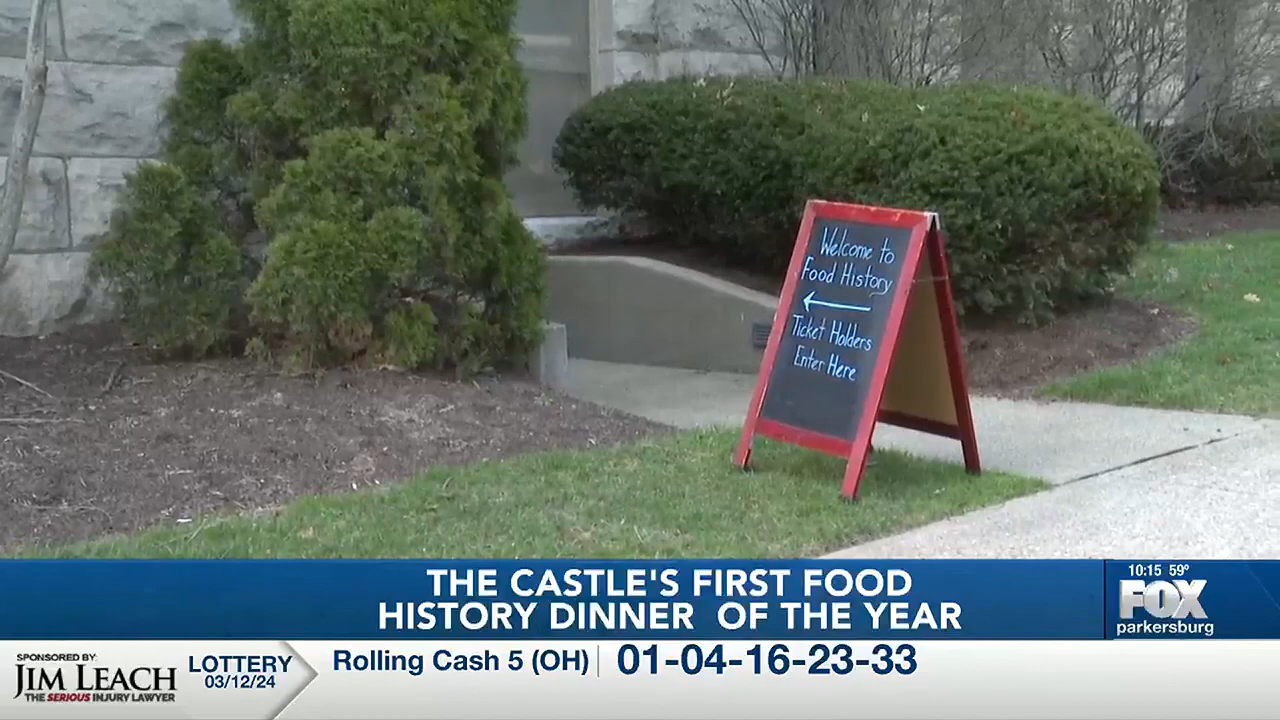 Welcome to
Food History
Ticket Holders
Enter Here
THE CASTLE'S FIRST FOOD
HISTORY DINNER OF THE YEAR
10:15 59°
FOX
parkersburg
SPONSORED BY:
JIM LEACH
THE SERIOUS INJURY LAWYER
LOTTERY
03/12/24
Rolling Cash 5 (OH)
01-04-16-23-33